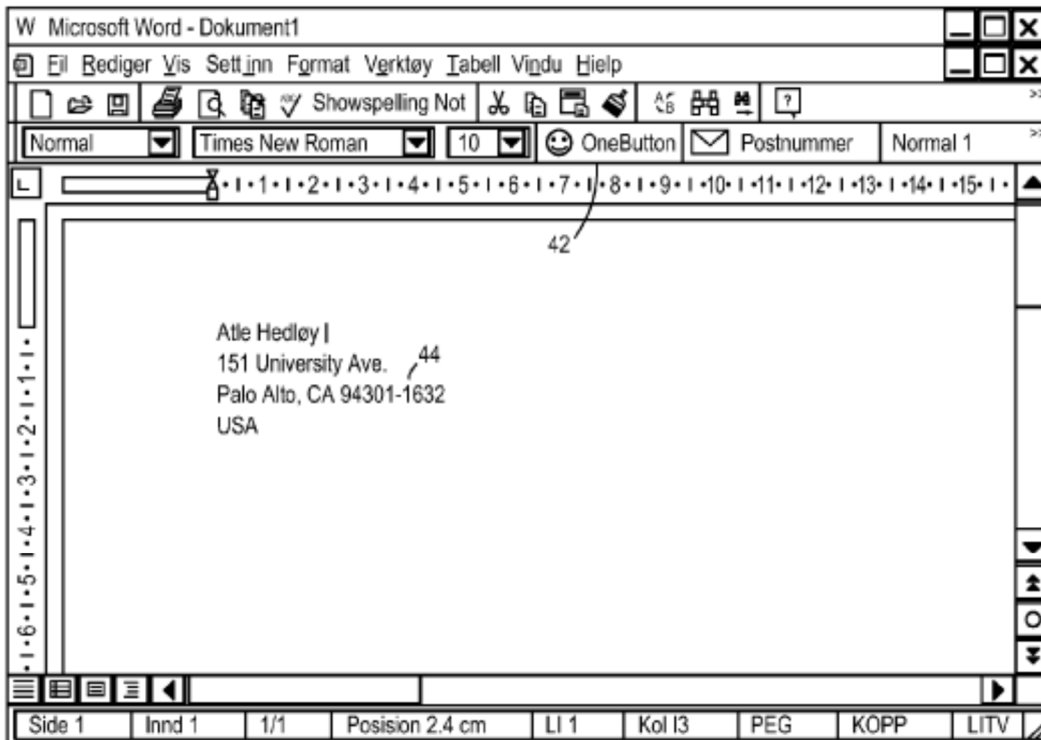 W Microsoft Word - Dokument1
Fil Rediger Vis Sett inn Format Verktøy Tabell Vindu Hielp
ABC Showspelling Not A B ? >>
Normal Times New Roman 10 OneButton Postnummer Normal 1 >>
L 1 2 3 4 5 6 7 8 9 10 11 12 13 14 15
42
Atle Hedløy
151 University Ave. 44
Palo Alto, CA 94301-1632
USA
1 2 3 4 5 6
Side 1 Innd 1 1/1 Posision 2.4 cm LI 1 Kol I3 PEG KOPP LITV